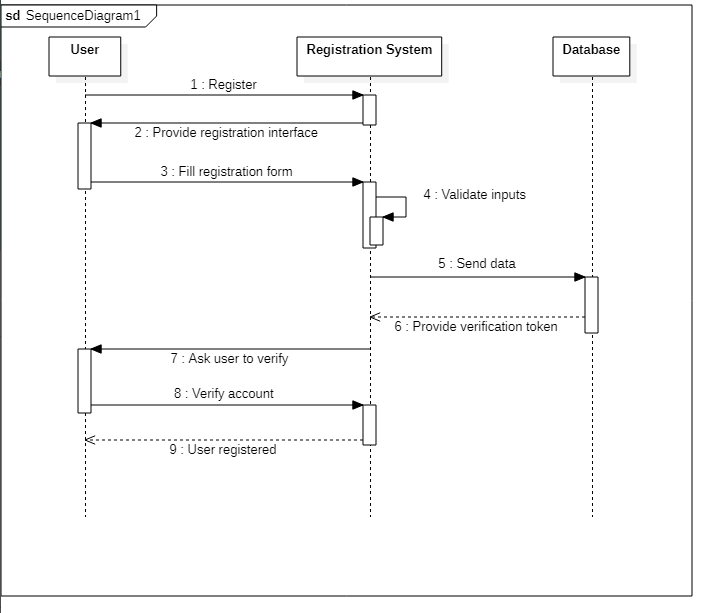 sd SequenceDiagram1
User
Registration System
Database
1 : Register
2 : Provide registration interface
3 : Fill registration form
4 : Validate inputs
5 : Send data
6 : Provide verification token
7 : Ask user to verify
8 : Verify account
9 : User registered